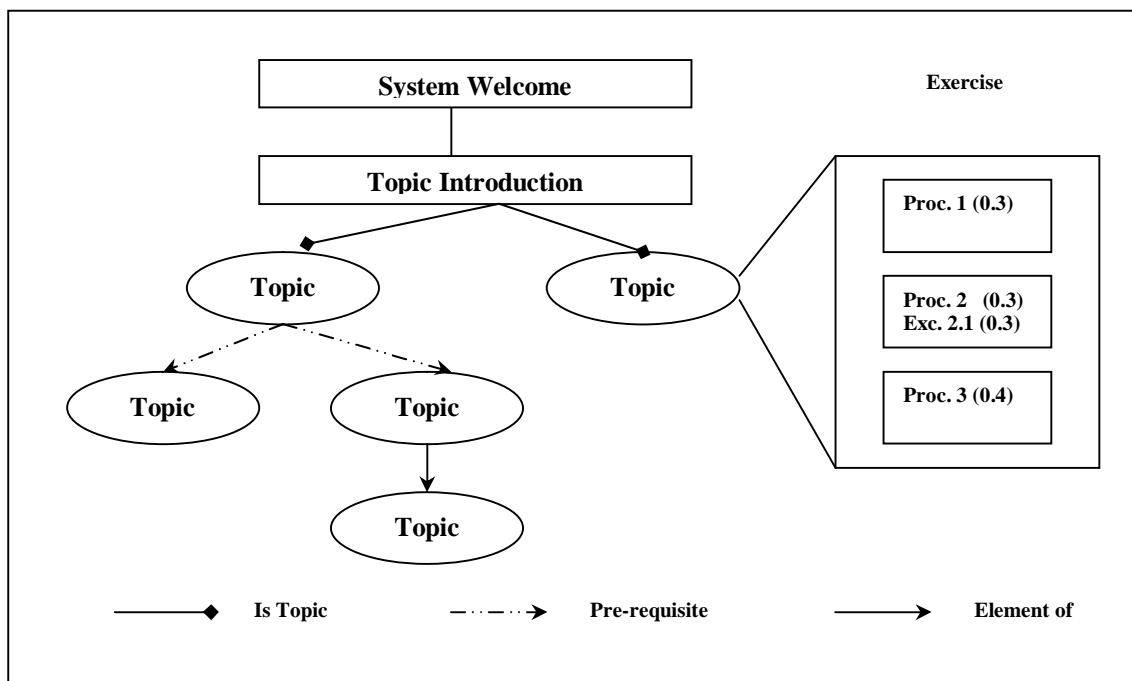 System Welcome
Exercise
Topic Introduction
Proc. 1 (0.3)
Topic
Topic
Proc. 2 (0.3)
Exc. 2.1 (0.3)
Topic
Topic
Proc. 3 (0.4)
Topic
Is Topic
Pre-requisite
Element of